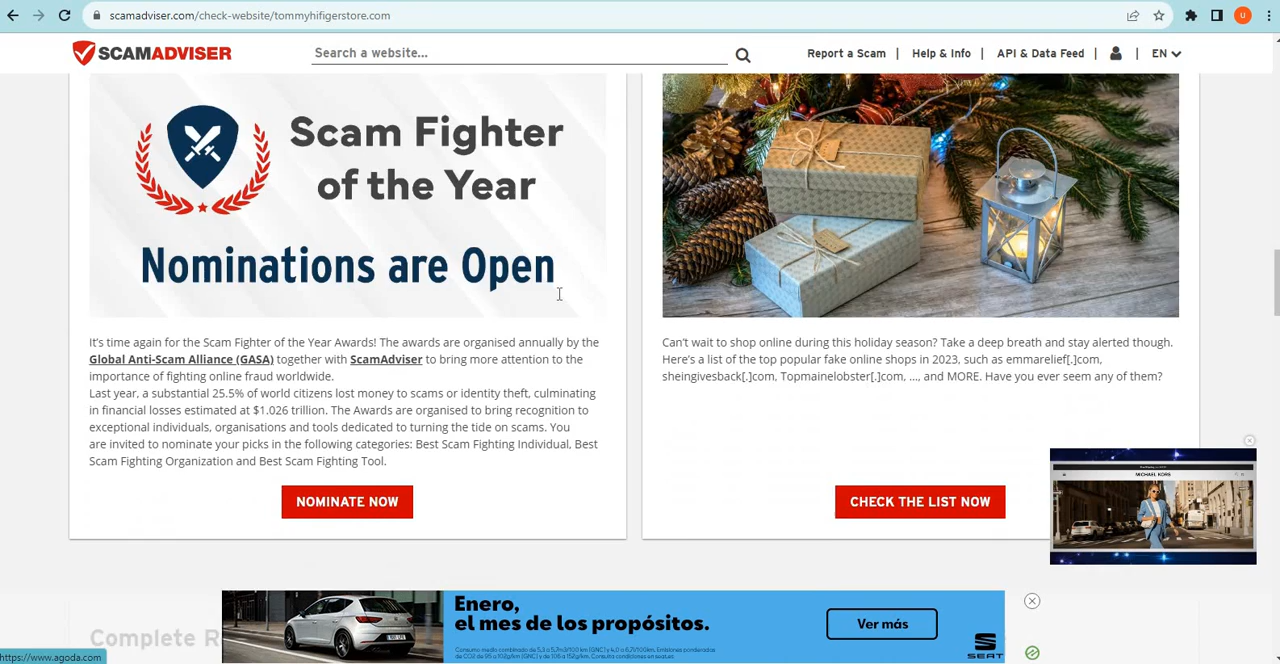 scamadviser.com/check-website/tommyhifigerstore.com
U
SCAMADVISER
Search a website...
Report a Scam | Help & Info | API & Data Feed | | EN
Scam Fighter
of the Year
Nominations are Open
It's time again for the Scam Fighter of the Year Awards! The awards are organised annually by the
Global Anti-Scam Alliance (GASA) together with ScamAdviser to bring more attention to the
importance of fighting online fraud worldwide.
Last year, a substantial 25.5% of world citizens lost money to scams or identity theft, culminating
in financial losses estimated at $1.026 trillion. The Awards are organised to bring recognition to
exceptional individuals, organisations and tools dedicated to turning the tide on scams. You
are invited to nominate your picks in the following categories: Best Scam Fighting Individual, Best
Scam Fighting Organization and Best Scam Fighting Tool.
NOMINATE NOW
Can't wait to shop online during this holiday season? Take a deep breath and stay alerted though.
Here's a list of the top popular fake online shops in 2023, such as emmarelief[.]com,
sheingivesback[.]com, Topmainelobster[.]com, ..., and MORE. Have you ever seem any of them?
CHECK THE LIST NOW
MICHAEL KORS
Enero,
el mes de los propósitos.
Ver más
SEAT
Complete R
https://www.agoda.com